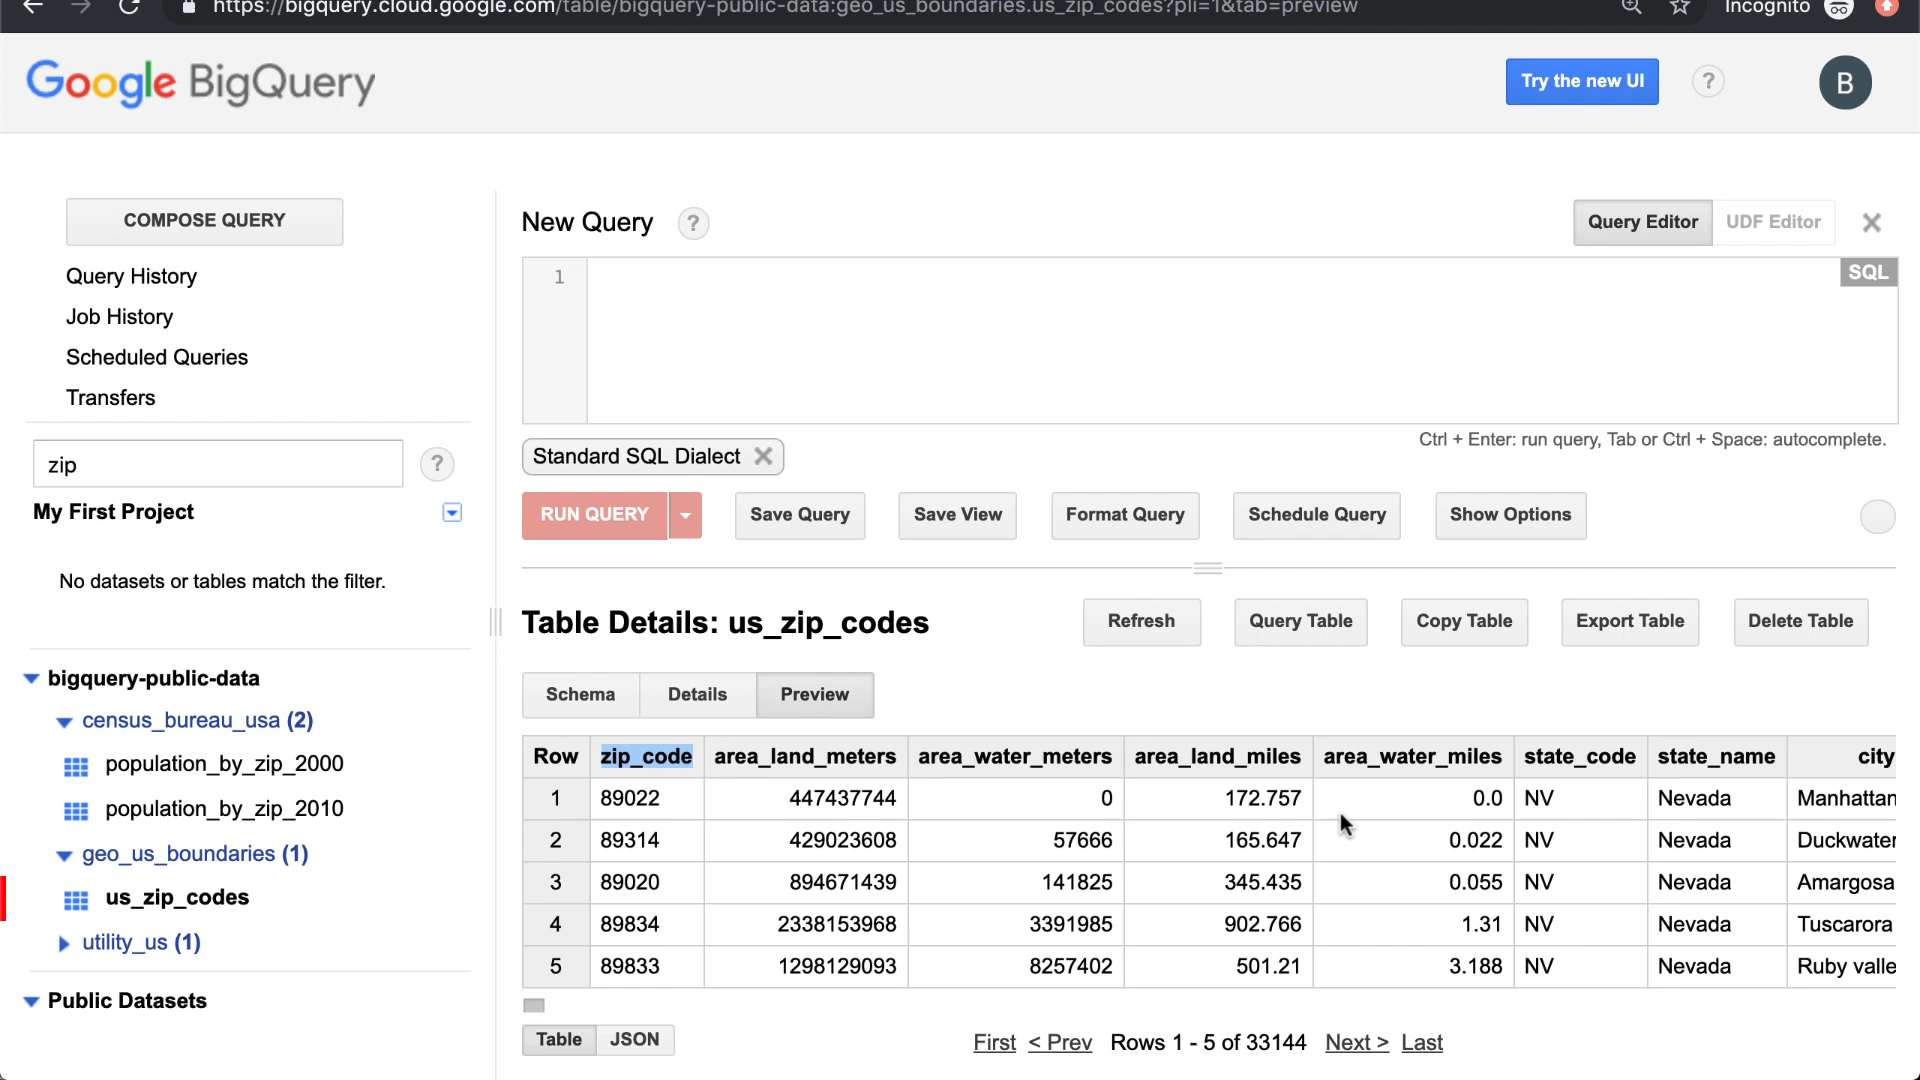 https://bigquery.cloud.google.com/table/bigquery-public-data:geo_us_boundaries.us_zip_codes?pli=1&tab=preview
Incognito
Google BigQuery
Try the new UI
?
B
COMPOSE QUERY
Query History
Job History
Scheduled Queries
Transfers
zip
?
My First Project
No datasets or tables match the filter.
bigquery-public-data
census_bureau_usa (2)
population_by_zip_2000
population_by_zip_2010
geo_us_boundaries (1)
us_zip_codes
utility_us (1)
Public Datasets
New Query ?
Query Editor UDF Editor
1
SQL
Ctrl + Enter: run query, Tab or Ctrl + Space: autocomplete.
Standard SQL Dialect
RUN QUERY Save Query Save View Format Query Schedule Query Show Options
Table Details: us_zip_codes
Refresh Query Table Copy Table Export Table Delete Table
Schema Details Preview
Row zip_code area_land_meters area_water_meters area_land_miles area_water_miles state_code state_name city
1 89022 447437744 0 172.757 0.0 NV Nevada Manhattan
2 89314 429023608 57666 165.647 0.022 NV Nevada Duckwater
3 89020 894671439 141825 345.435 0.055 NV Nevada Amargosa
4 89834 2338153968 3391985 902.766 1.31 NV Nevada Tuscarora
5 89833 1298129093 8257402 501.21 3.188 NV Nevada Ruby valle
Table JSON
First < Prev Rows 1 - 5 of 33144 Next > Last